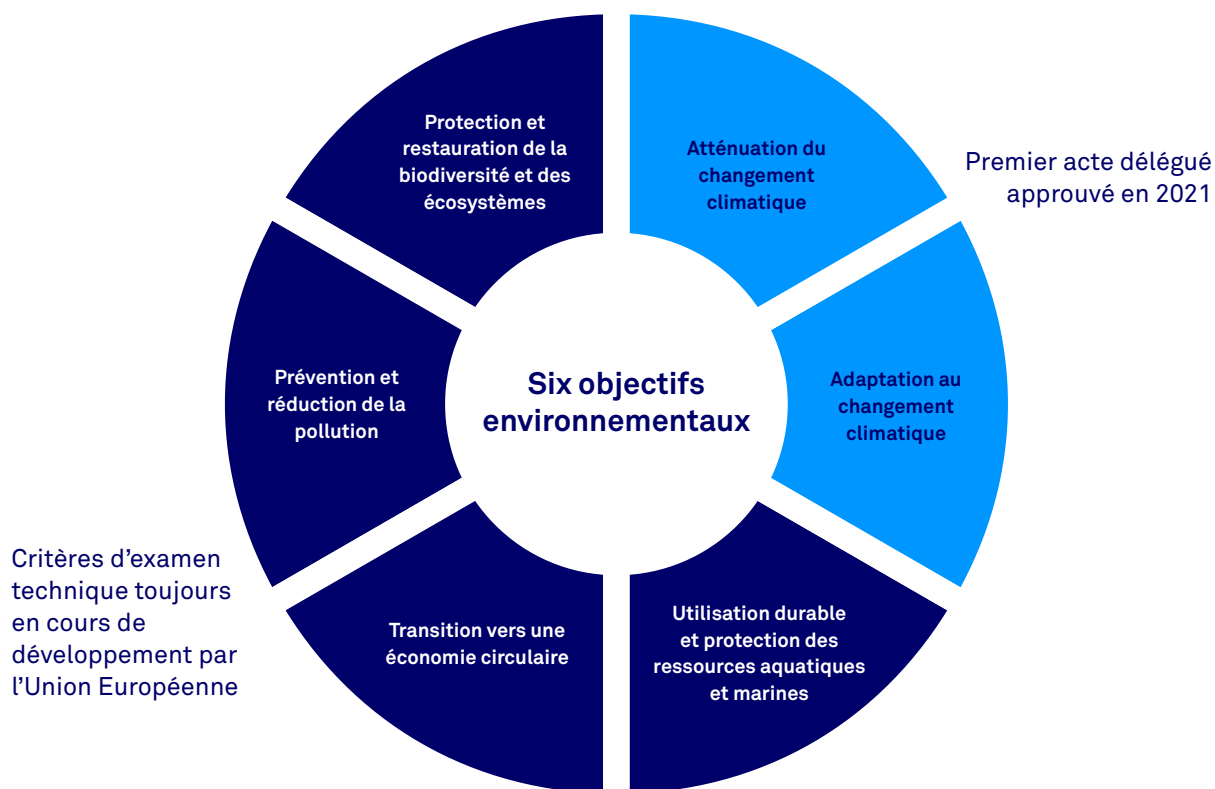 Protection et
restauration de la
biodiversité et des
écosystèmes
Atténuation du
changement
climatique
Premier acte délégué
approuvé en 2021
Prévention et
réduction de la
pollution
Six objectifs
environnementaux
Adaptation au
changement
climatique
Critères d’examen
technique toujours
en cours de
développement par
l’Union Européenne
Transition vers une
économie circulaire
Utilisation durable
et protection des
ressources aquatiques
et marines